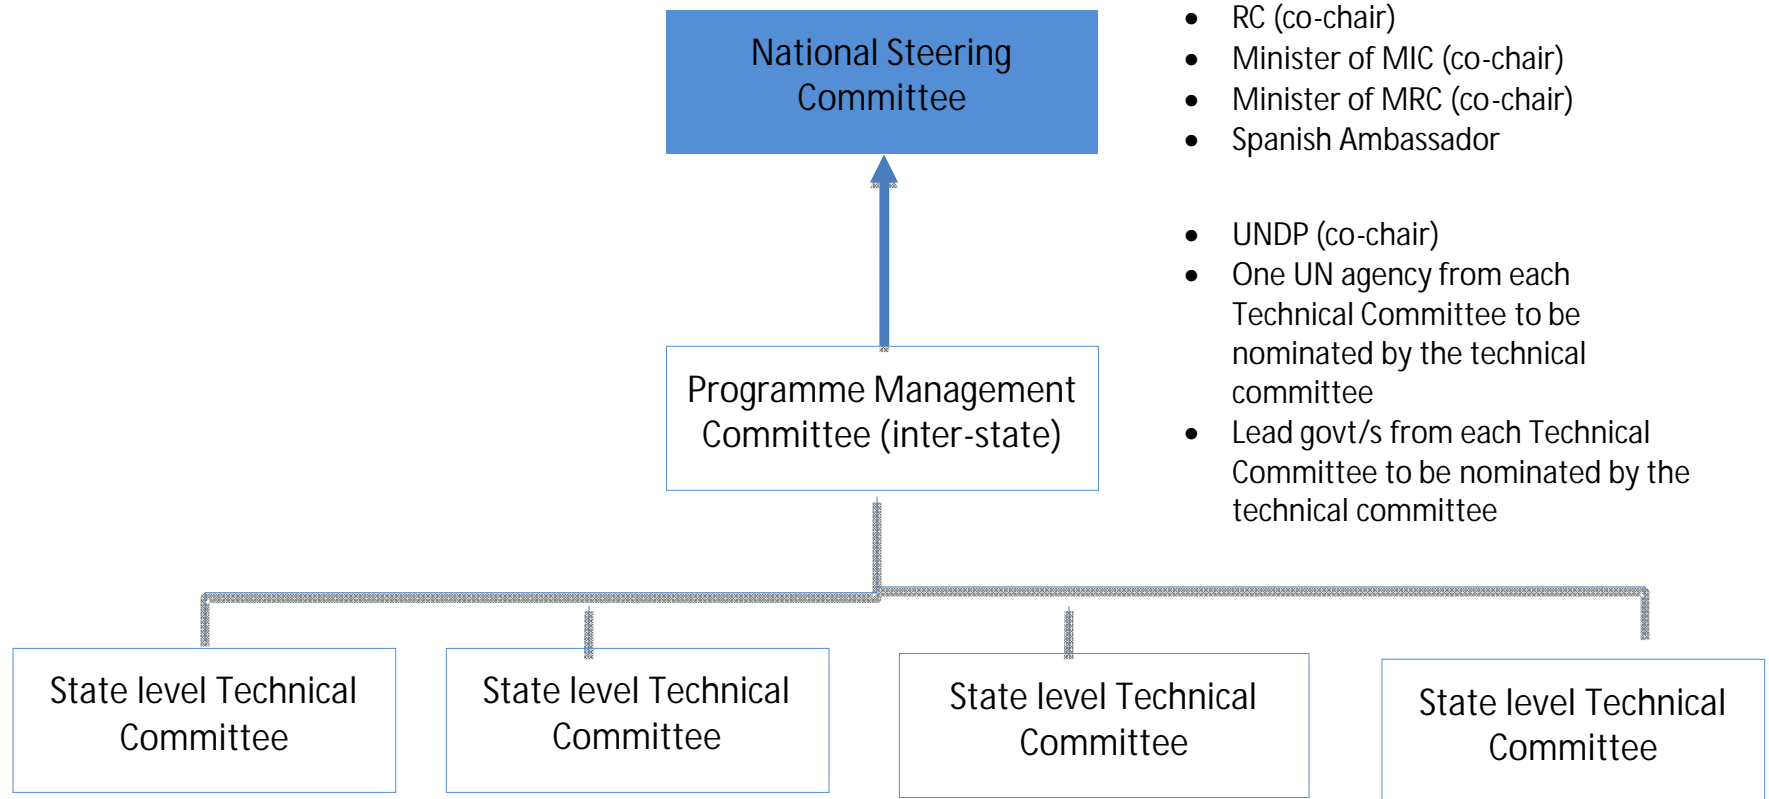 National Steering
Committee
• RC (co-chair)
• Minister of MIC (co-chair)
• Minister of MRC (co-chair)
• Spanish Ambassador
• UNDP (co-chair)
• One UN agency from each
Technical Committee to be
nominated by the technical
committee
• Lead govt/s from each Technical
Committee to be nominated by the
technical committee
Programme Management
Committee (inter-state)
State level Technical
Committee
State level Technical
Committee
State level Technical
Committee
State level Technical
Committee